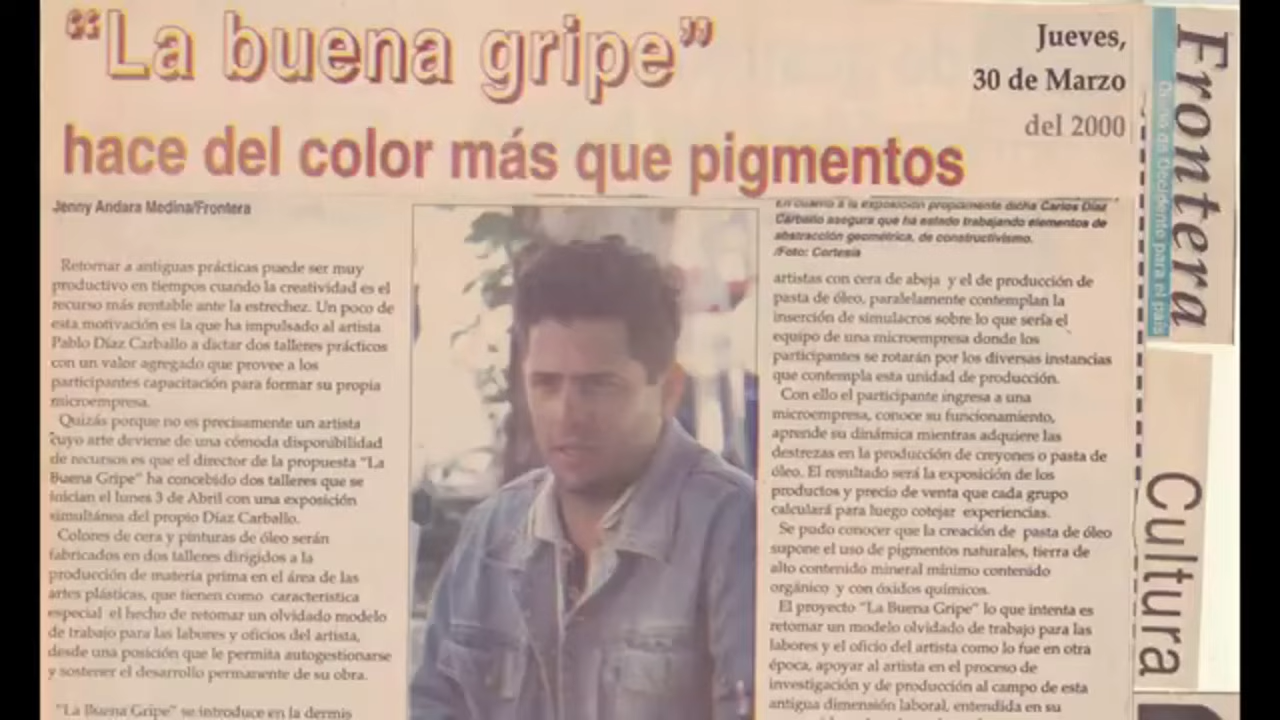 “La buena gripe”
hace del color más que pigmentos
Jueves,
30 de Marzo
del 2000
Frontera
Diario de Occidente para el país
Cultura
Jenny Andara Medina/Frontera
Retornar a antiguas prácticas puede ser muy
productivo en tiempos cuando la creatividad es el
recurso más rentable ante la estrechez. Un poco de
esta motivación es la que ha impulsado al artista
Pablo Díaz Carballo a dictar dos talleres prácticos
con un valor agregado que provee a los
participantes capacitación para formar su propia
microempresa.
Quizás porque no es precisamente un artista
cuyo arte deviene de una cómoda disponibilidad
de recursos es que el director de la propuesta “La
Buena Gripe” ha concebido dos talleres que se
inician el lunes 3 de Abril con una exposición
simultánea del propio Díaz Carballo.
Colores de cera y pinturas de óleo serán
fabricados en dos talleres dirigidos a la
producción de materia prima en el área de las
artes plásticas, que tienen como característica
especial el hecho de retomar un olvidado modelo
de trabajo para las labores y oficios del artista,
desde una posición que le permita autogestionarse
y sostener el desarrollo permanente de su obra.
“La Buena Gripe” se introduce en la dermis
En cuanto a la exposición propiamente dicha Carlos Díaz
Carballo asegura que ha estado trabajando elementos de
abstracción geométrica, de constructivismo.
/Foto: Cortesía
artistas con cera de abeja y el de producción de
pasta de óleo, paralelamente contemplan la
inserción de simulacros sobre lo que sería el
equipo de una microempresa donde los
participantes se rotarán por los diversas instancias
que contempla esta unidad de producción.
Con ello el participante ingresa a una
microempresa, conoce su funcionamiento,
aprende su dinámica mientras adquiere las
destrezas en la producción de creyones o pasta de
óleo. El resultado será la exposición de los
productos y precio de venta que cada grupo
calculará para luego cotejar experiencias.
Se pudo conocer que la creación de pasta de óleo
supone el uso de pigmentos naturales, tierra de
alto contenido mineral mínimo contenido
orgánico y con óxidos químicos.
El proyecto “La Buena Gripe” lo que intenta es
retomar un modelo olvidado de trabajo para las
labores y el oficio del artista como lo fue en otra
época, apoyar al artista en el proceso de
investigación y de producción al campo de esta
antigua dimensión laboral, entendida en su